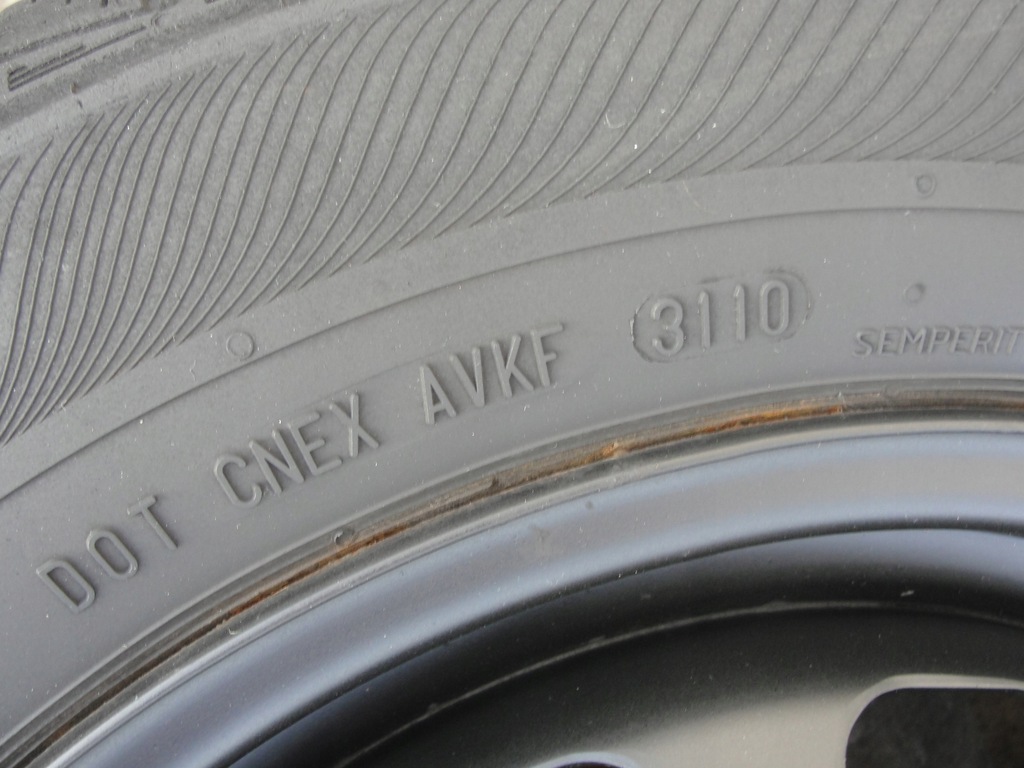 DOT CNEX AVKF 3110
SEMPERIT